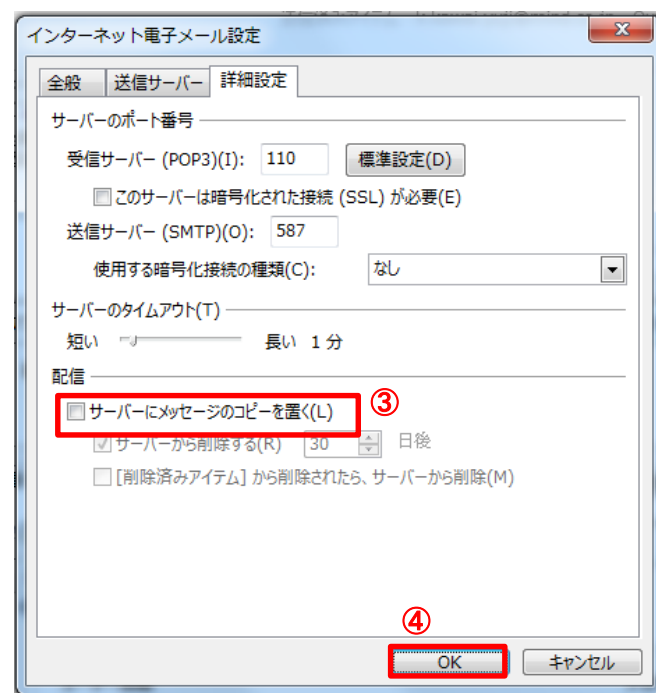 インターネット電子メール設定
全般 送信サーバー 詳細設定
サーバーのポート番号
受信サーバー (POP3)(I): 110 標準設定(D)
このサーバーは暗号化された接続 (SSL) が必要(E)
送信サーバー (SMTP)(O): 587
使用する暗号化接続の種類(C): なし
サーバーのタイムアウト(T)
短い 長い 1 分
配信
サーバーにメッセージのコピーを置く(L) ③
サーバーから削除する(R) 30 日後
[削除済みアイテム] から削除されたら、サーバーから削除(M)
④
OK キャンセル